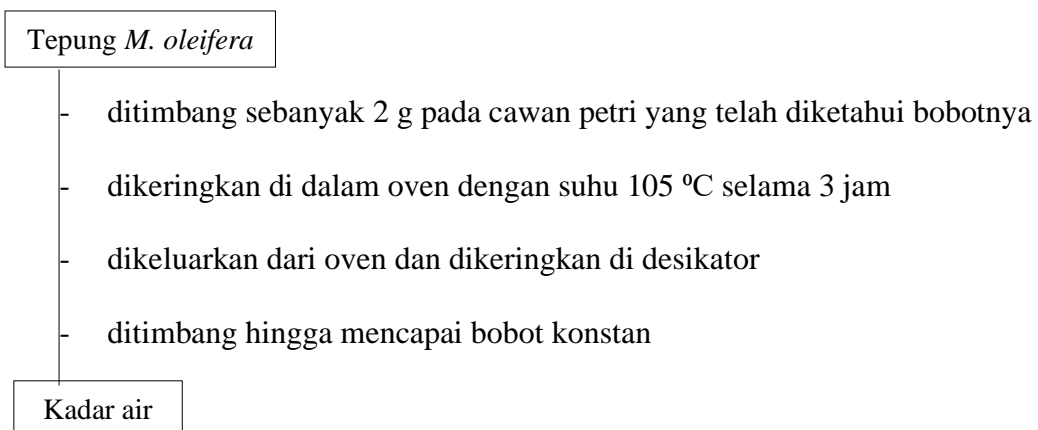 Tepung M. oleifera
- ditimbang sebanyak 2 g pada cawan petri yang telah diketahui bobotnya
- dikeringkan di dalam oven dengan suhu 105 ⁰C selama 3 jam
- dikeluarkan dari oven dan dikeringkan di desikator
- ditimbang hingga mencapai bobot konstan
Kadar air